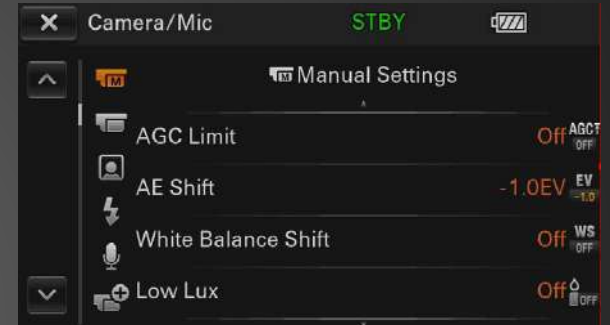 Camera/Mic STBY
M Manual Settings
AGC Limit Off AGC OFF
AE Shift -1.0EV EV -1.0
White Balance Shift Off WS OFF
Low Lux Off OFF